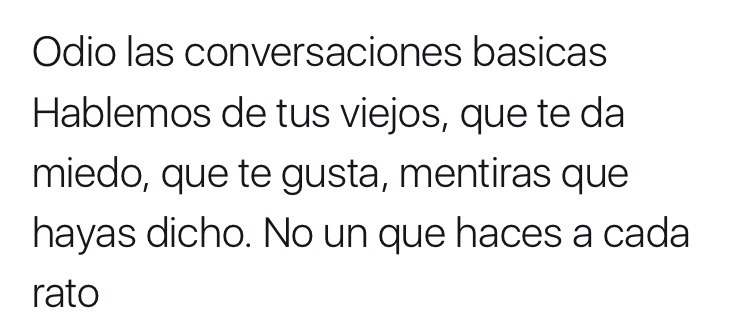 Odio las conversaciones basicas
Hablemos de tus viejos, que te da
miedo, que te gusta, mentiras que
hayas dicho. No un que haces a cada
rato